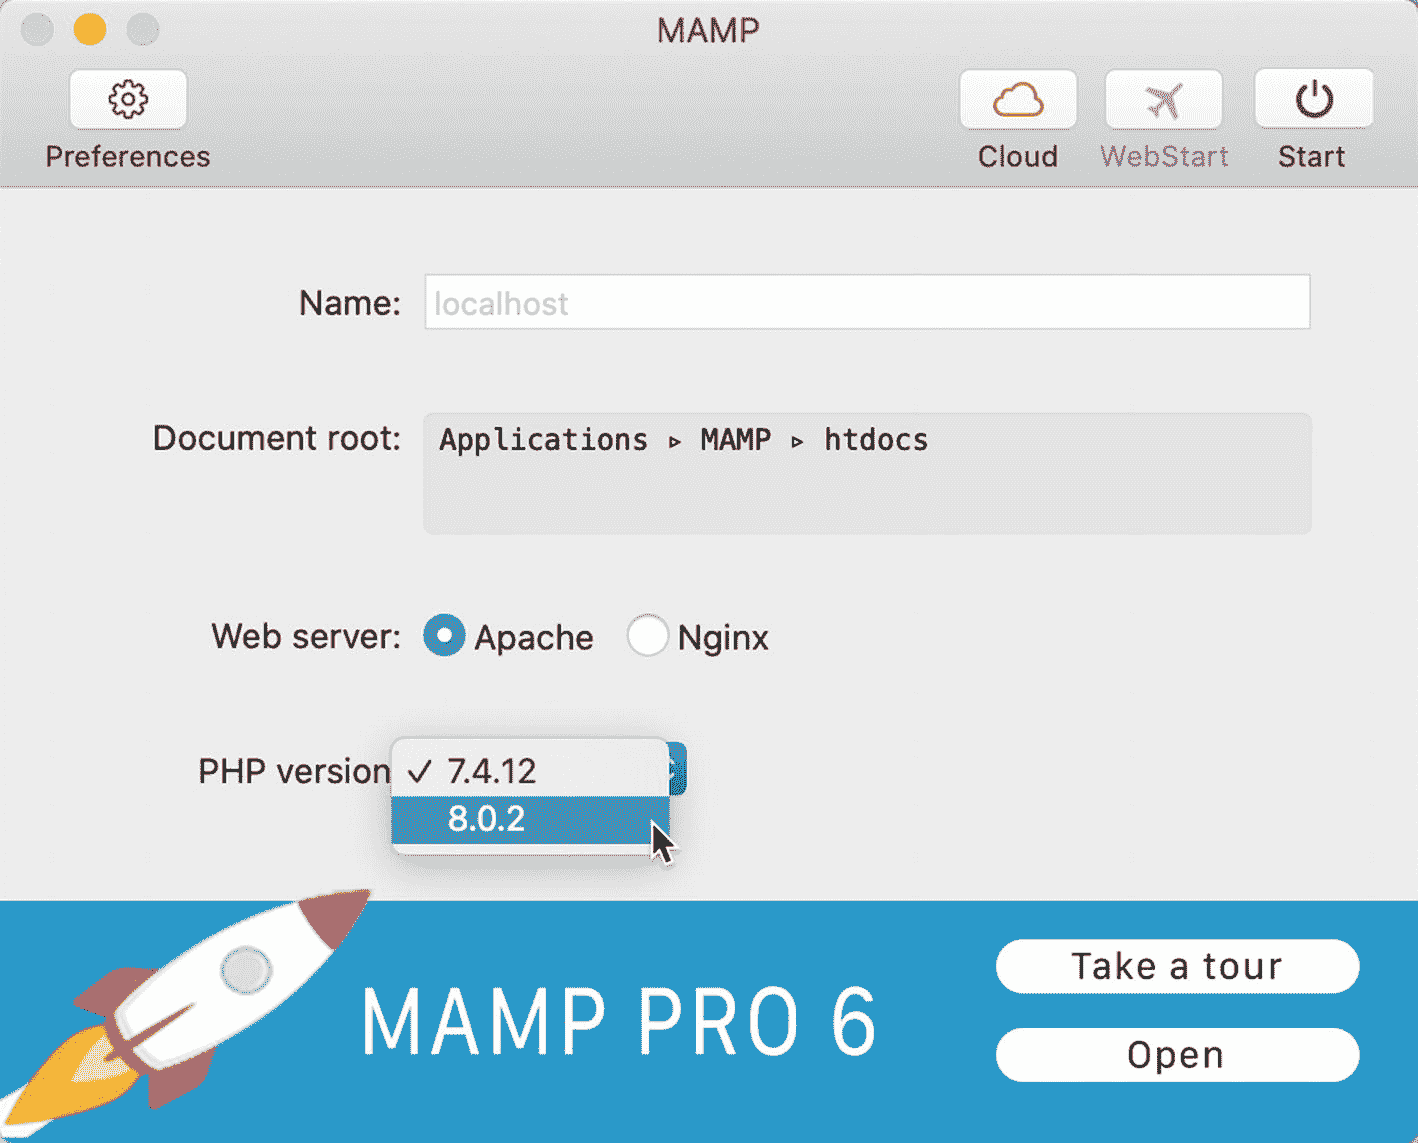 MAMP
Preferences
Cloud
WebStart
Start
Name: localhost
Document root: Applications ▹ MAMP ▹ htdocs
Web server: Apache Nginx
PHP version ✓ 7.4.12
8.0.2
MAMP PRO 6
Take a tour
Open